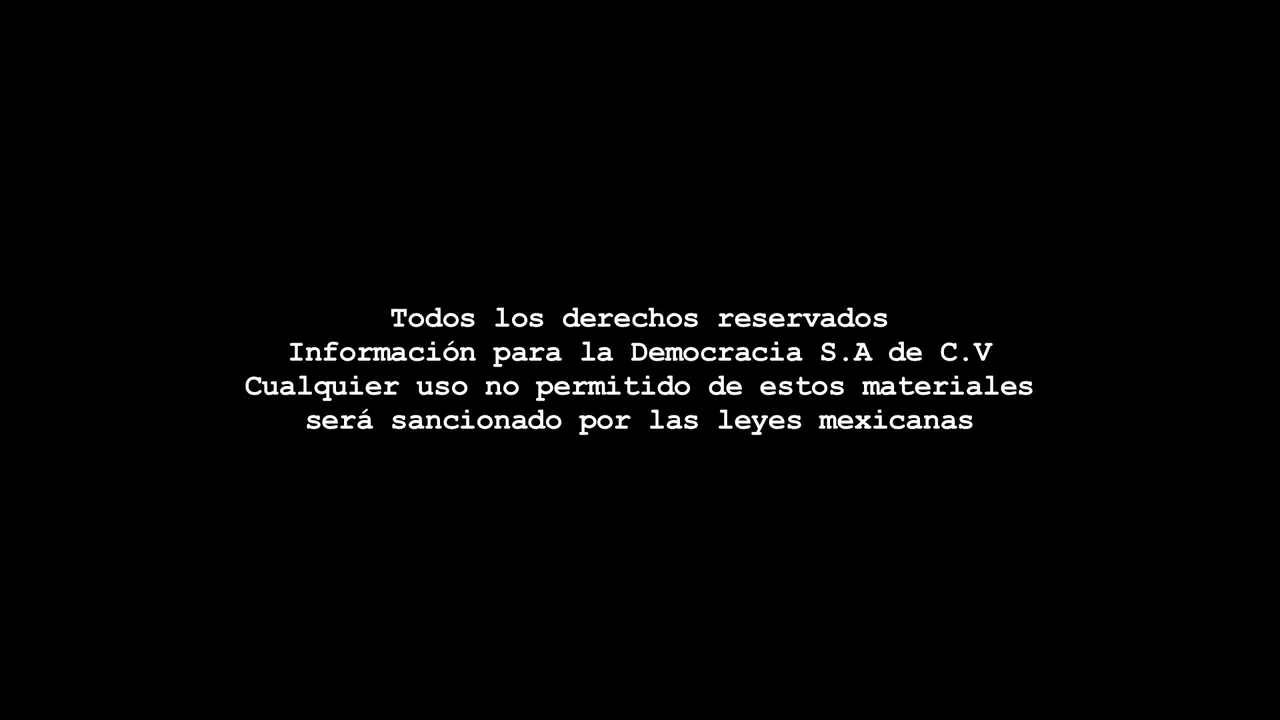 Todos los derechos reservados
Información para la Democracia S.A de C.V
Cualquier uso no permitido de estos materiales
será sancionado por las leyes mexicanas